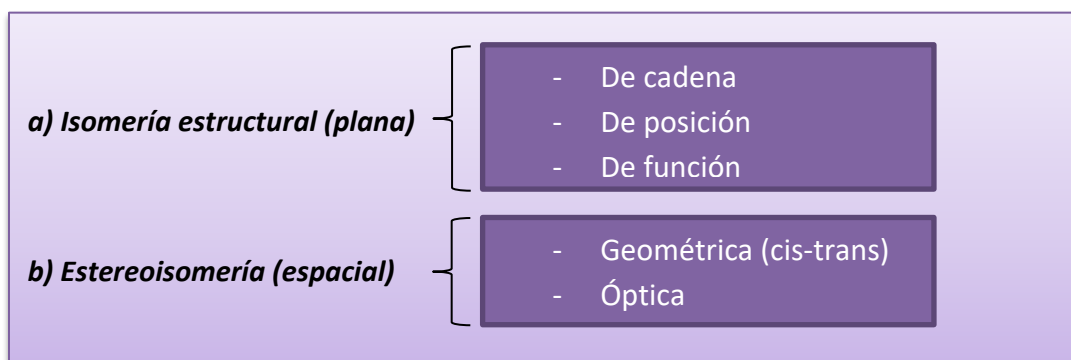 a) Isomería estructural (plana)
- De cadena
- De posición
- De función
b) Estereoisomería (espacial)
- Geométrica (cis-trans)
- Óptica